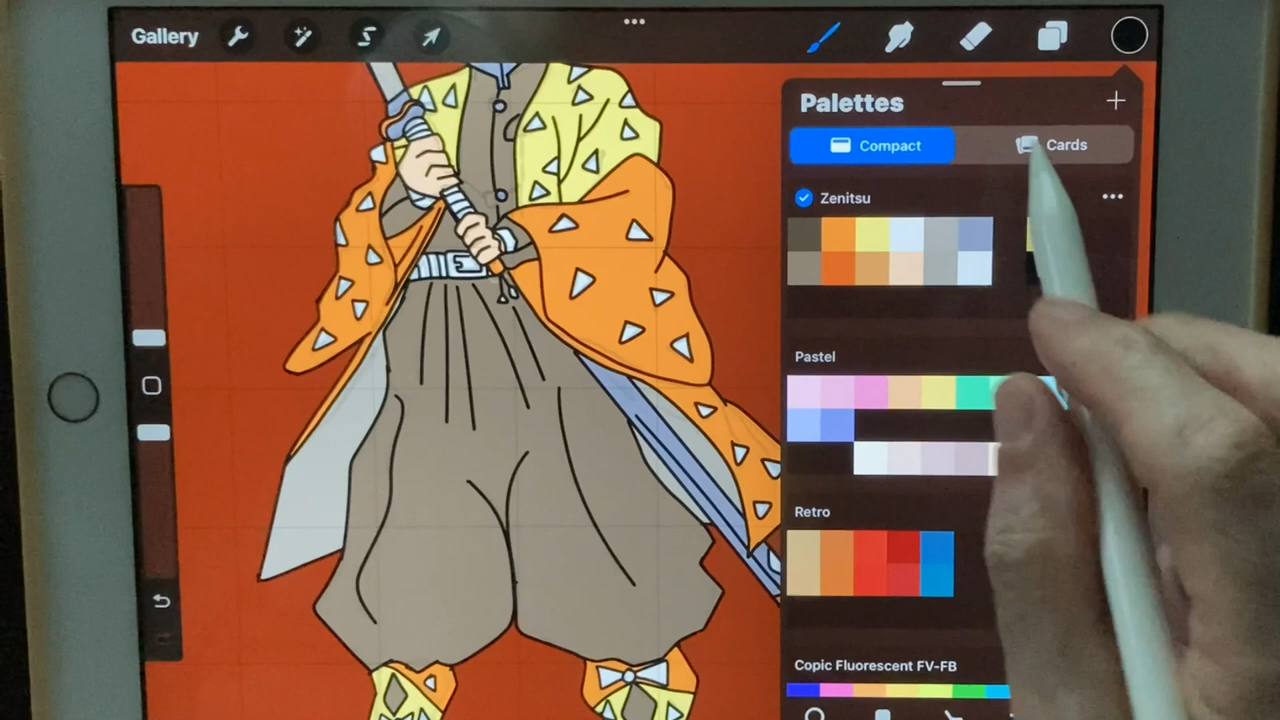 Gallery
Palettes
Compact
Cards
Zenitsu
Pastel
Retro
Copic Fluorescent FV-FB